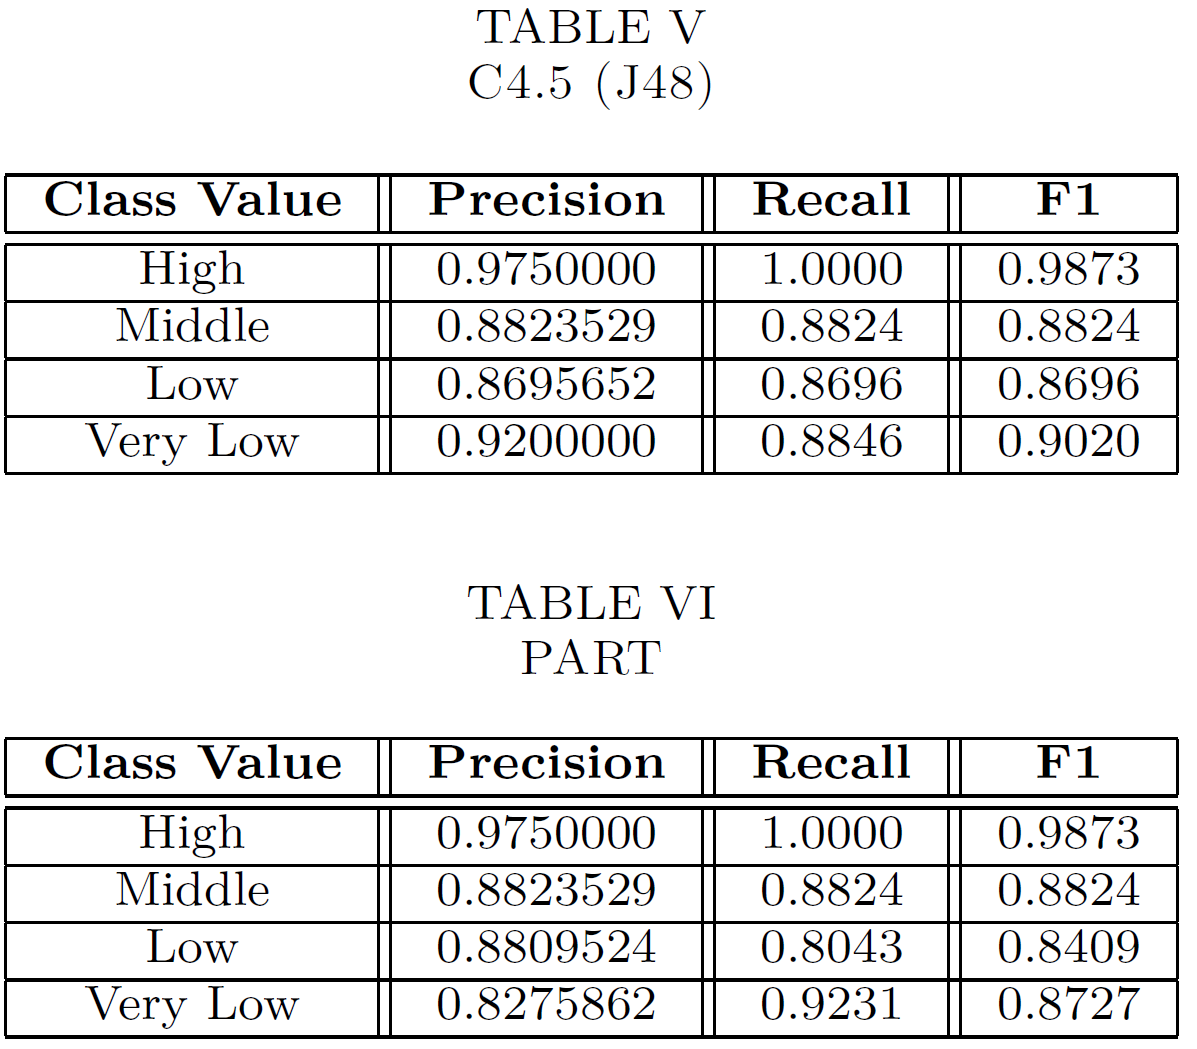 TABLE V
C4.5 (J48)
Class Value Precision Recall F1
High 0.9750000 1.0000 0.9873
Middle 0.8823529 0.8824 0.8824
Low 0.8695652 0.8696 0.8696
Very Low 0.9200000 0.8846 0.9020
TABLE VI
PART
Class Value Precision Recall F1
High 0.9750000 1.0000 0.9873
Middle 0.8823529 0.8824 0.8824
Low 0.8809524 0.8043 0.8409
Very Low 0.8275862 0.9231 0.8727